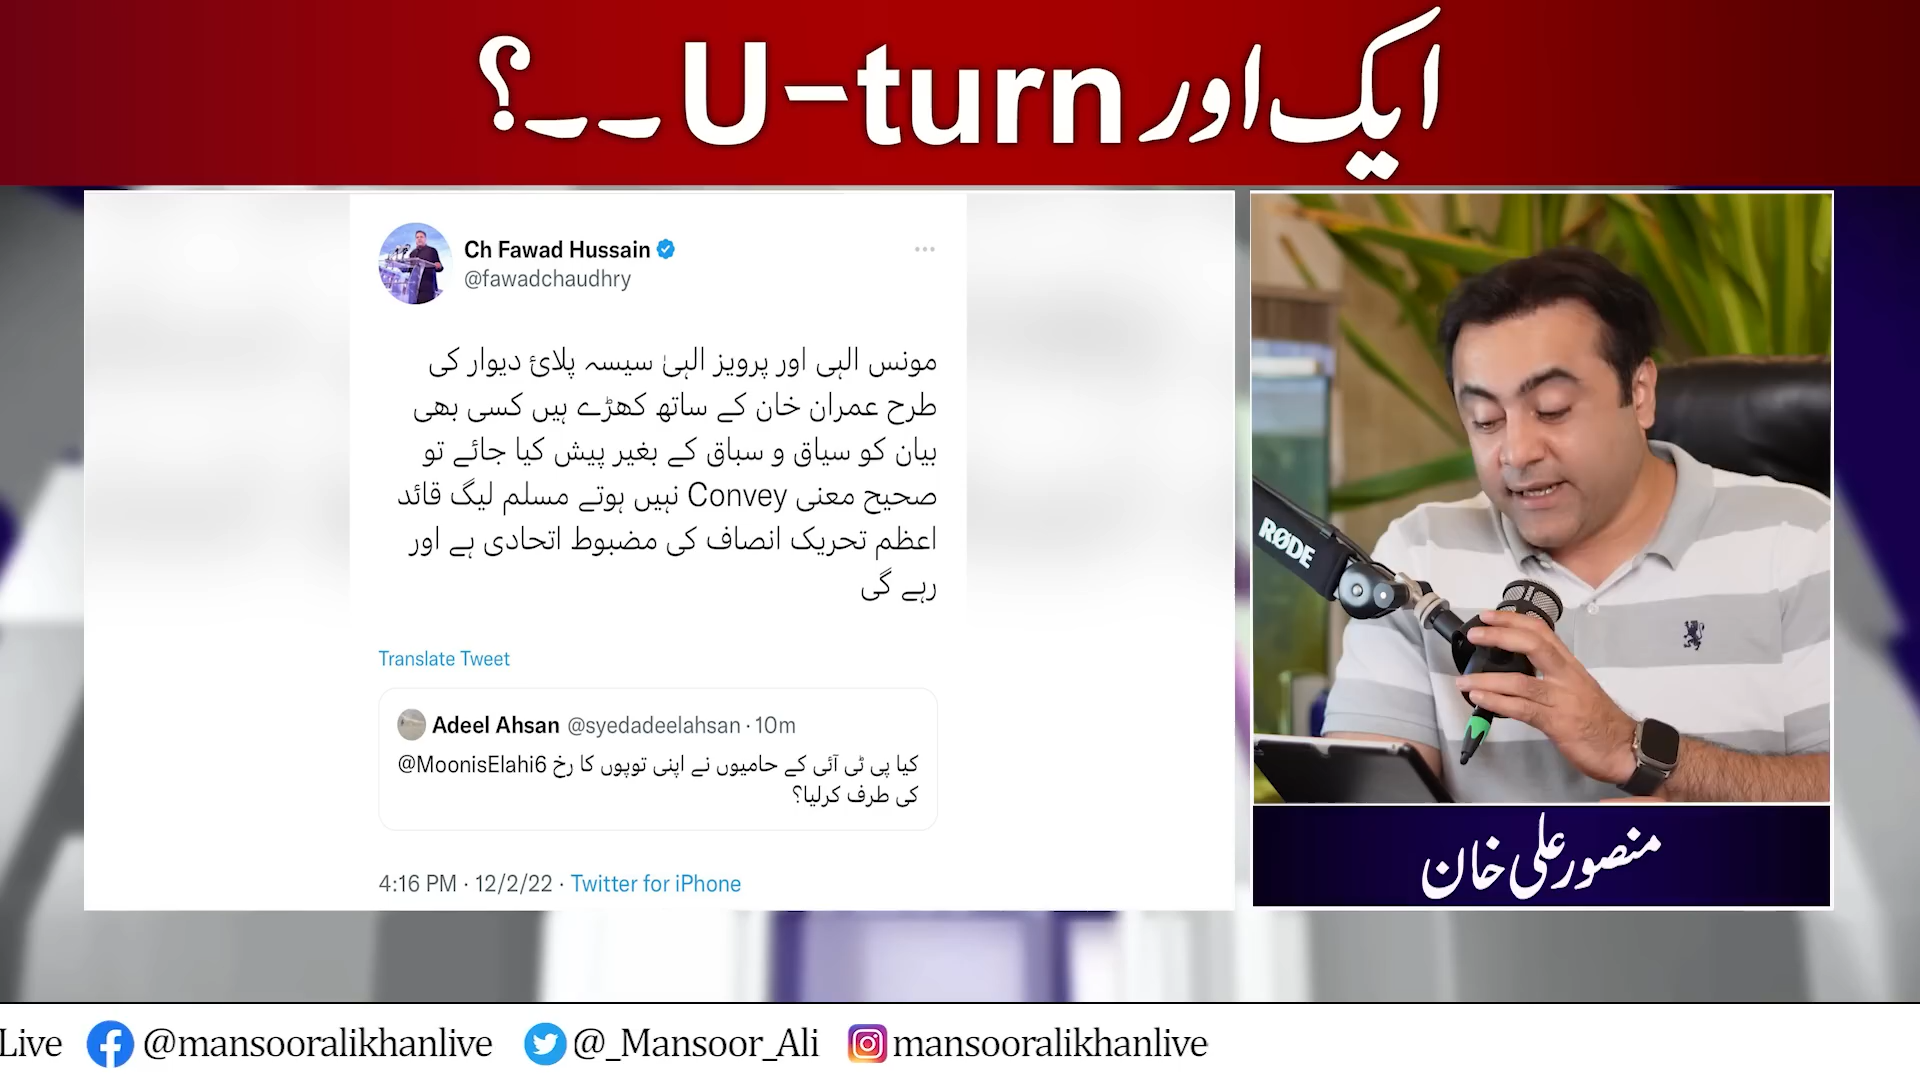 ایک اور U-turn ۔۔؟
Ch Fawad Hussain
@fawadchaudhry
مونس الہی اور پرویز الہیٰ سیسہ پلائ دیوار کی
طرح عمران خان کے ساتھ کھڑے ہیں کسی بھی
بیان کو سیاق و سباق کے بغیر پیش کیا جائے تو
صحیح معنی Convey نہیں ہوتے مسلم لیگ قائد
اعظم تحریک انصاف کی مضبوط اتحادی ہے اور
رہے گی
Translate Tweet
Adeel Ahsan @syedadeelahsan · 10m
کیا پی ٹی آئی کے حامیوں نے اپنی توپوں کا رخ @MoonisElahi6
کی طرف کرلیا؟
4:16 PM · 12/2/22 · Twitter for iPhone
RØDE
منصور علی خان
Live @mansooralikhanlive @_Mansoor_Ali mansooralikhanlive